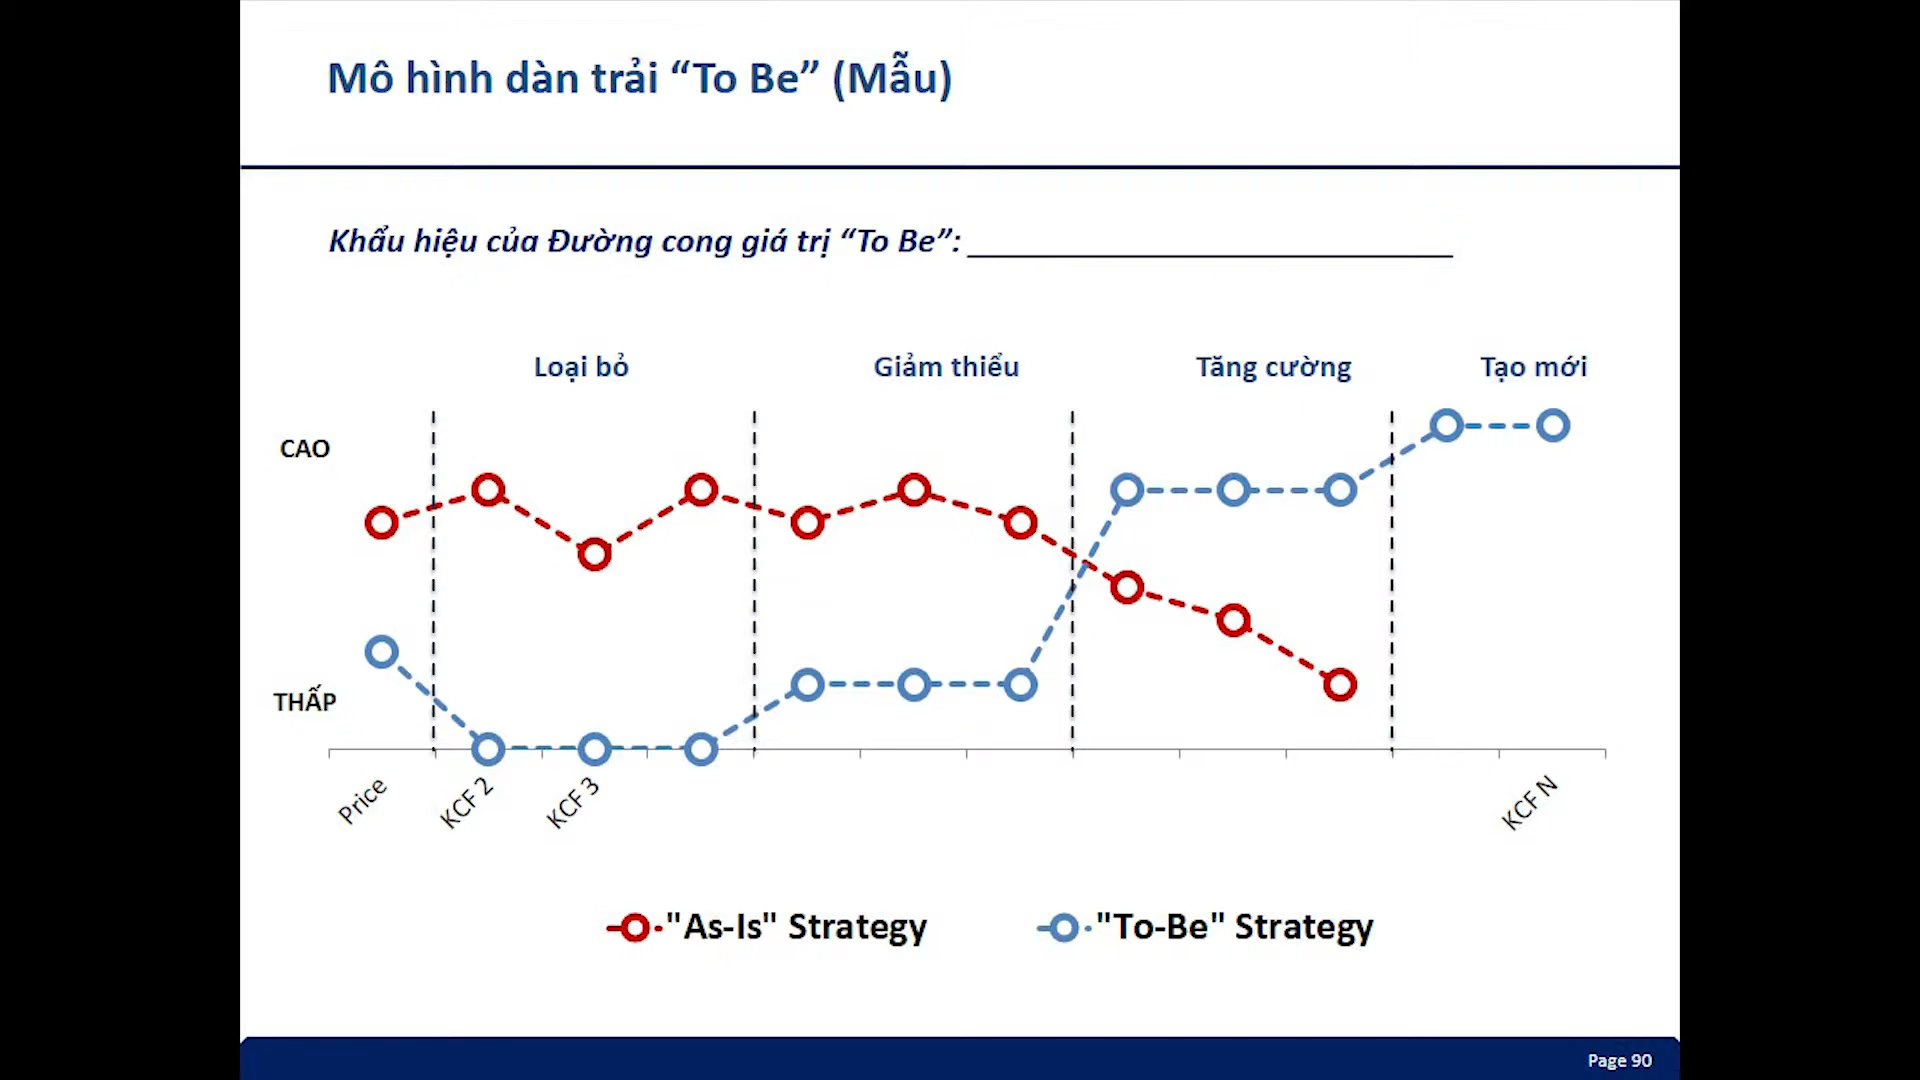 Mô hình dàn trải “To Be” (Mẫu)
Khẩu hiệu của Đường cong giá trị “To Be”: ______________________________
Loại bỏ
Giảm thiểu
Tăng cường
Tạo mới
CAO
THẤP
Price
KCF 2
KCF 3
KCF N
"As-Is" Strategy
"To-Be" Strategy
Page 90